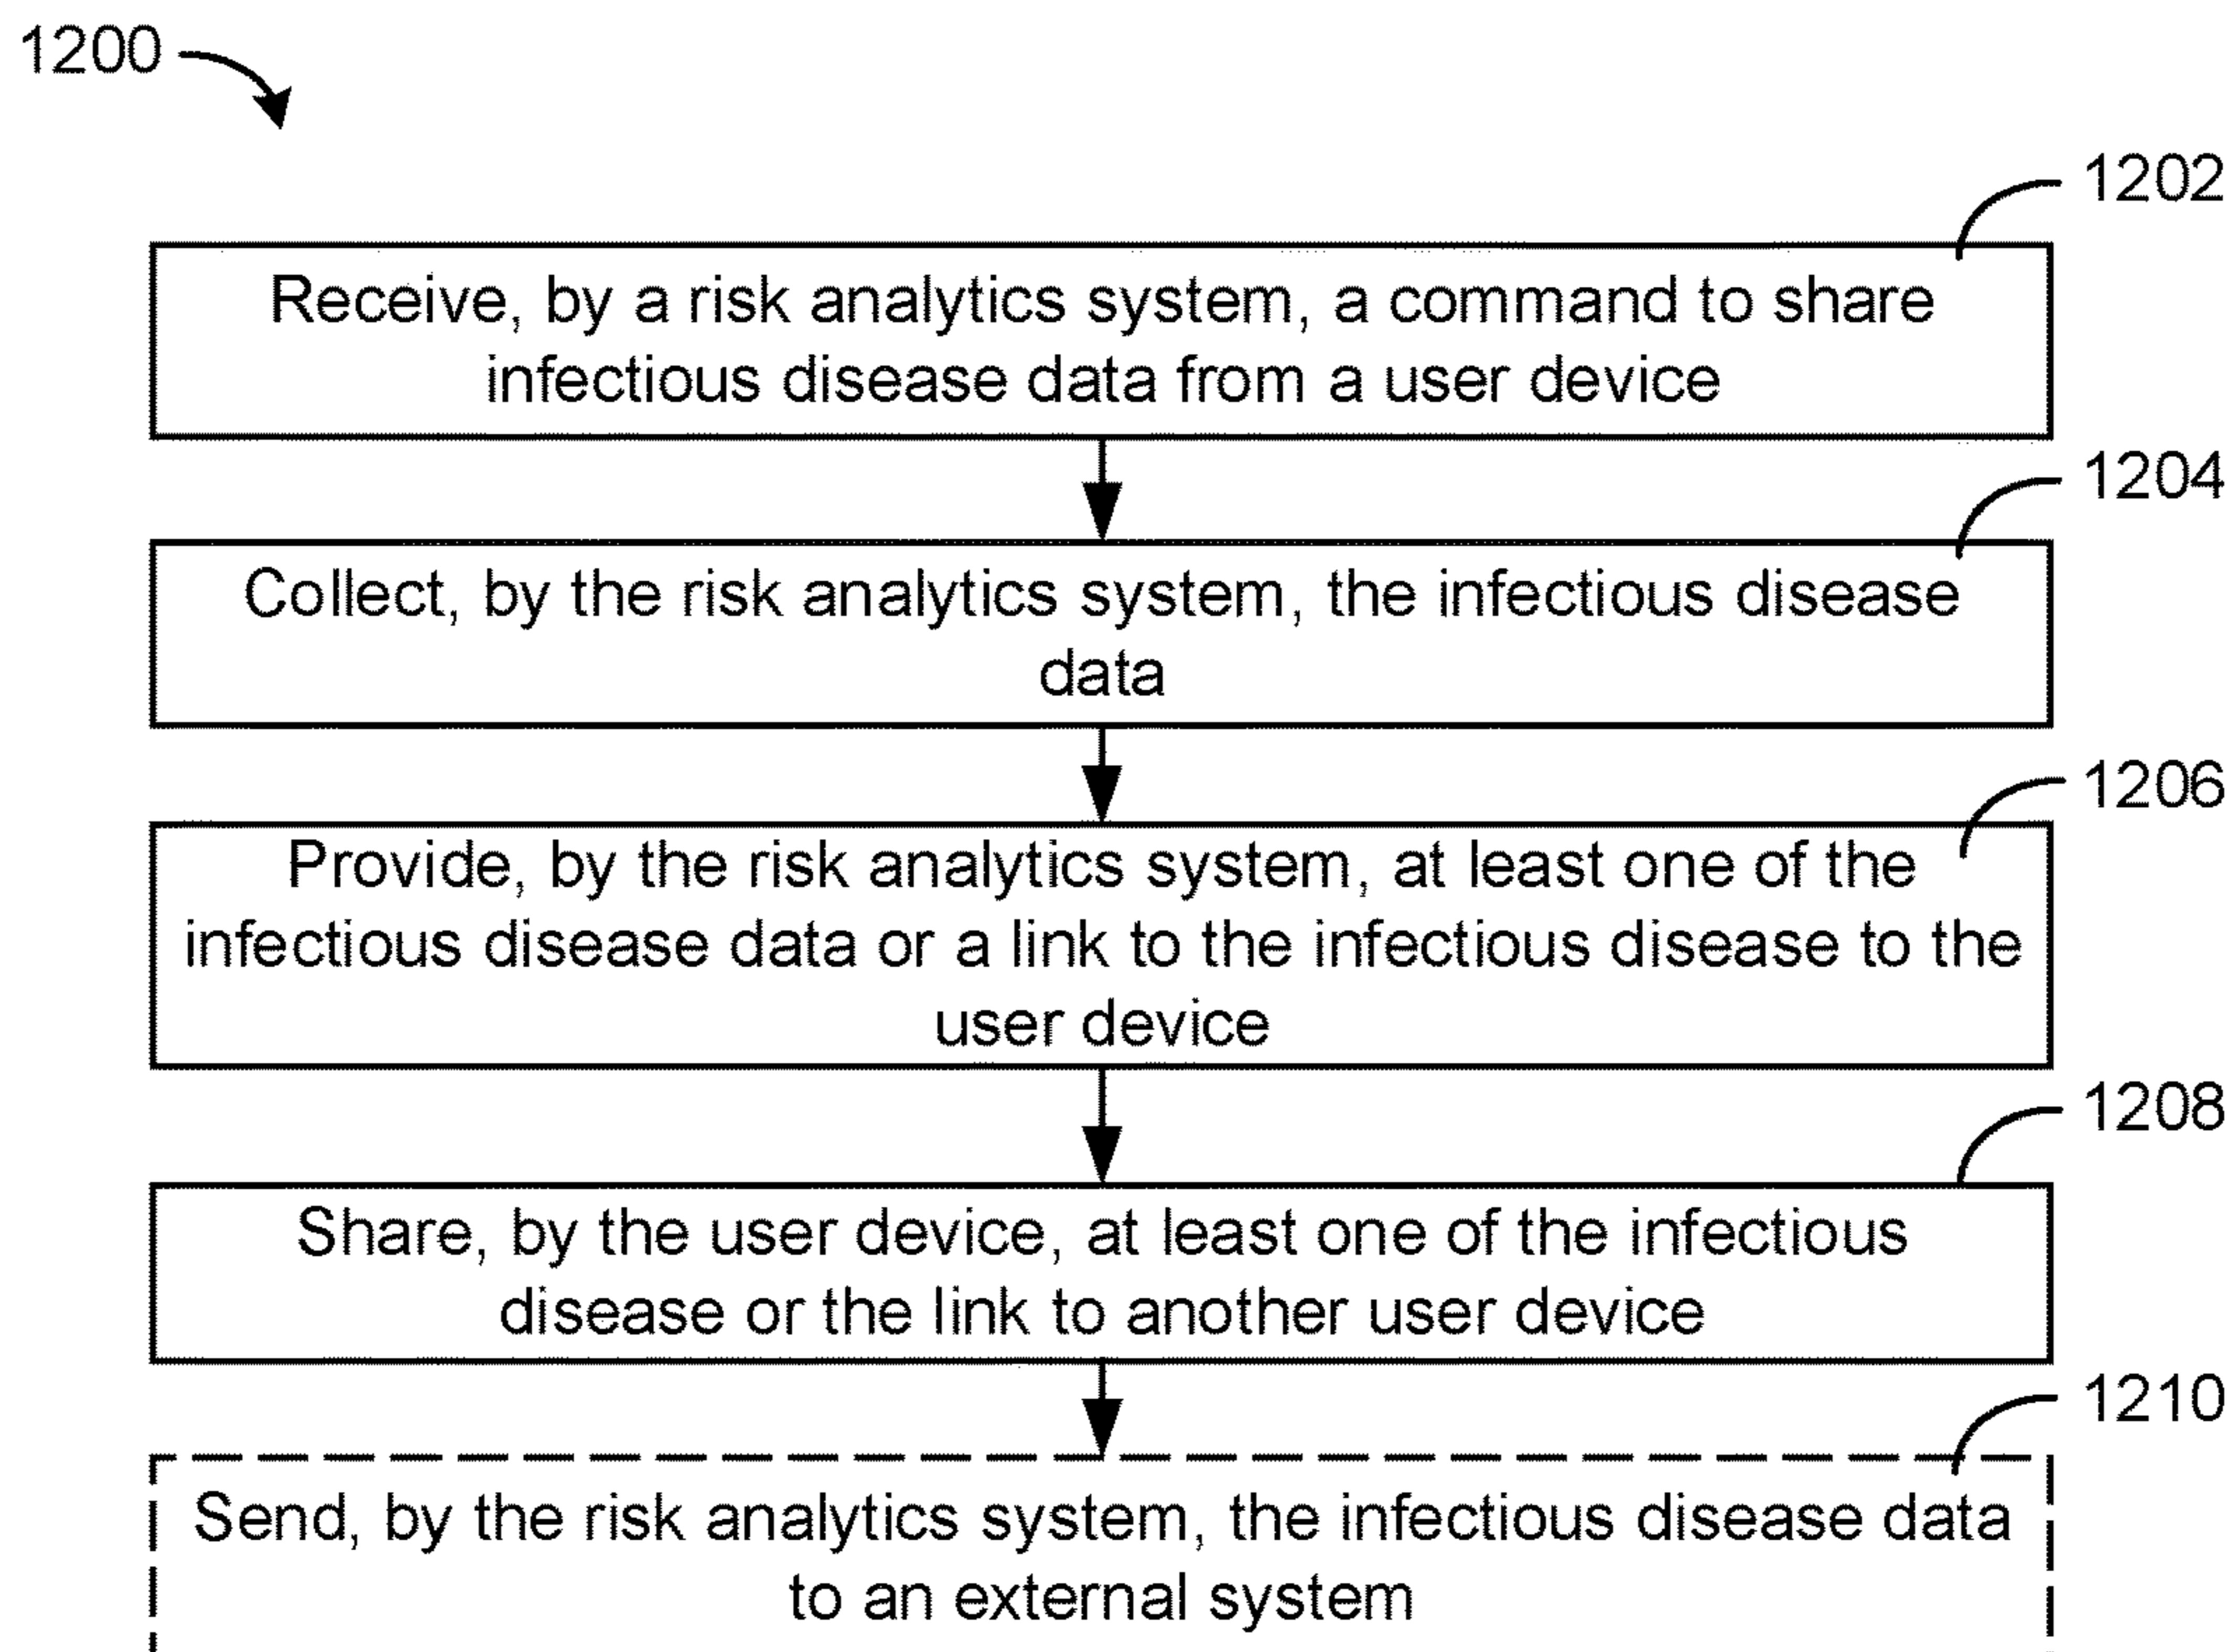 1200
1202
Receive, by a risk analytics system, a command to share
infectious disease data from a user device
1204
Collect, by the risk analytics system, the infectious disease
data
1206
Provide, by the risk analytics system, at least one of the
infectious disease data or a link to the infectious disease to the
user device
1208
Share, by the user device, at least one of the infectious
disease or the link to another user device
1210
Send, by the risk analytics system, the infectious disease data
to an external system